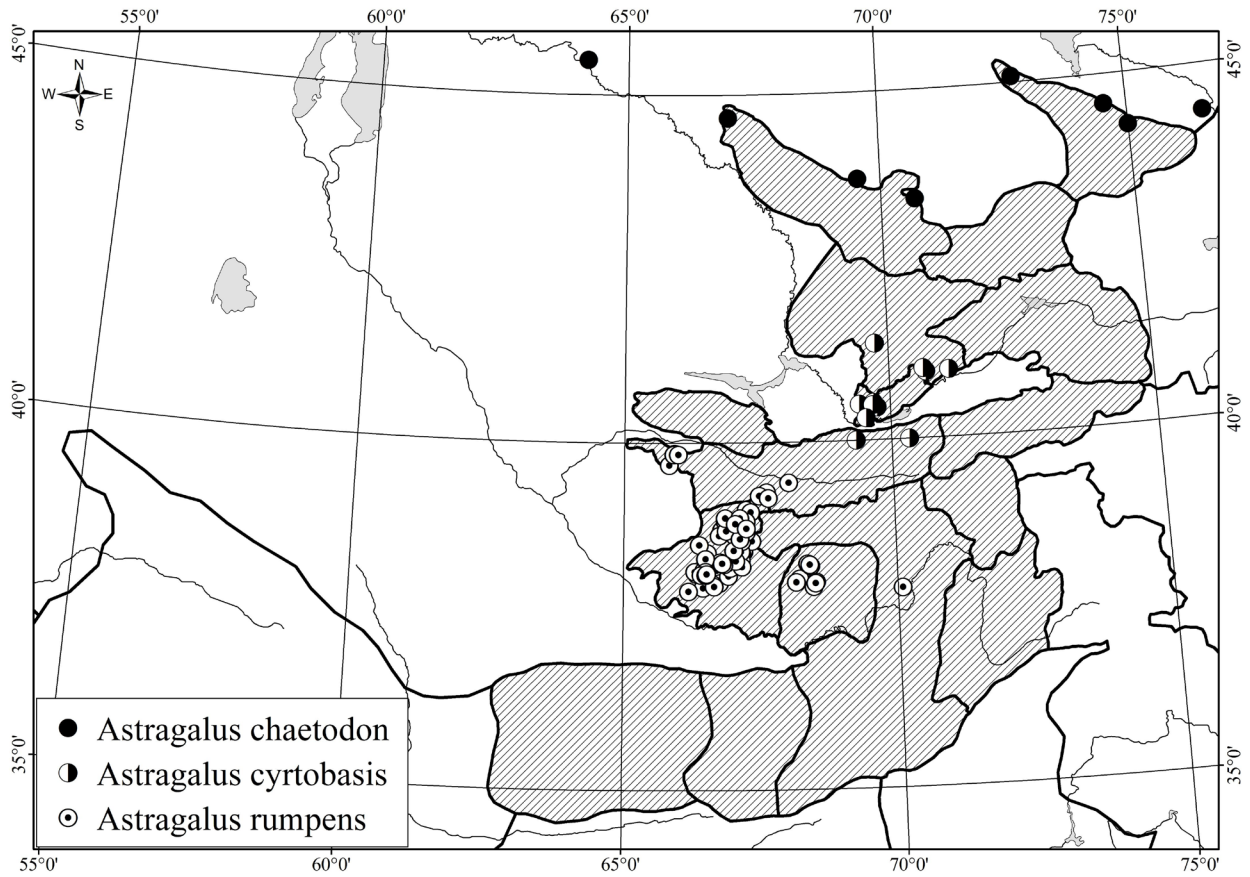 55°0' 60°0' 65°0' 70°0' 75°0'
45°0' 45°0'
N
W E
S
40°0' 40°0'
35°0' 35°0'
Astragalus chaetodon
Astragalus cyrtobasis
Astragalus rumpens
55°0' 60°0' 65°0' 70°0' 75°0'